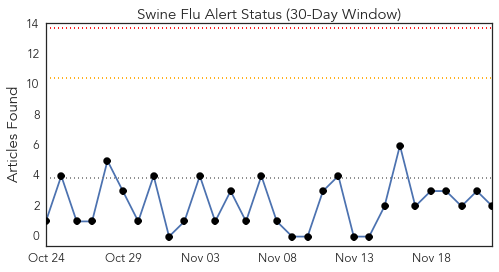 Swine Flu Alert Status (30-Day Window)
Articles Found
14
12
10
8
6
4
2
0
Oct 24 Oct 29 Nov 03 Nov 08 Nov 13 Nov 18